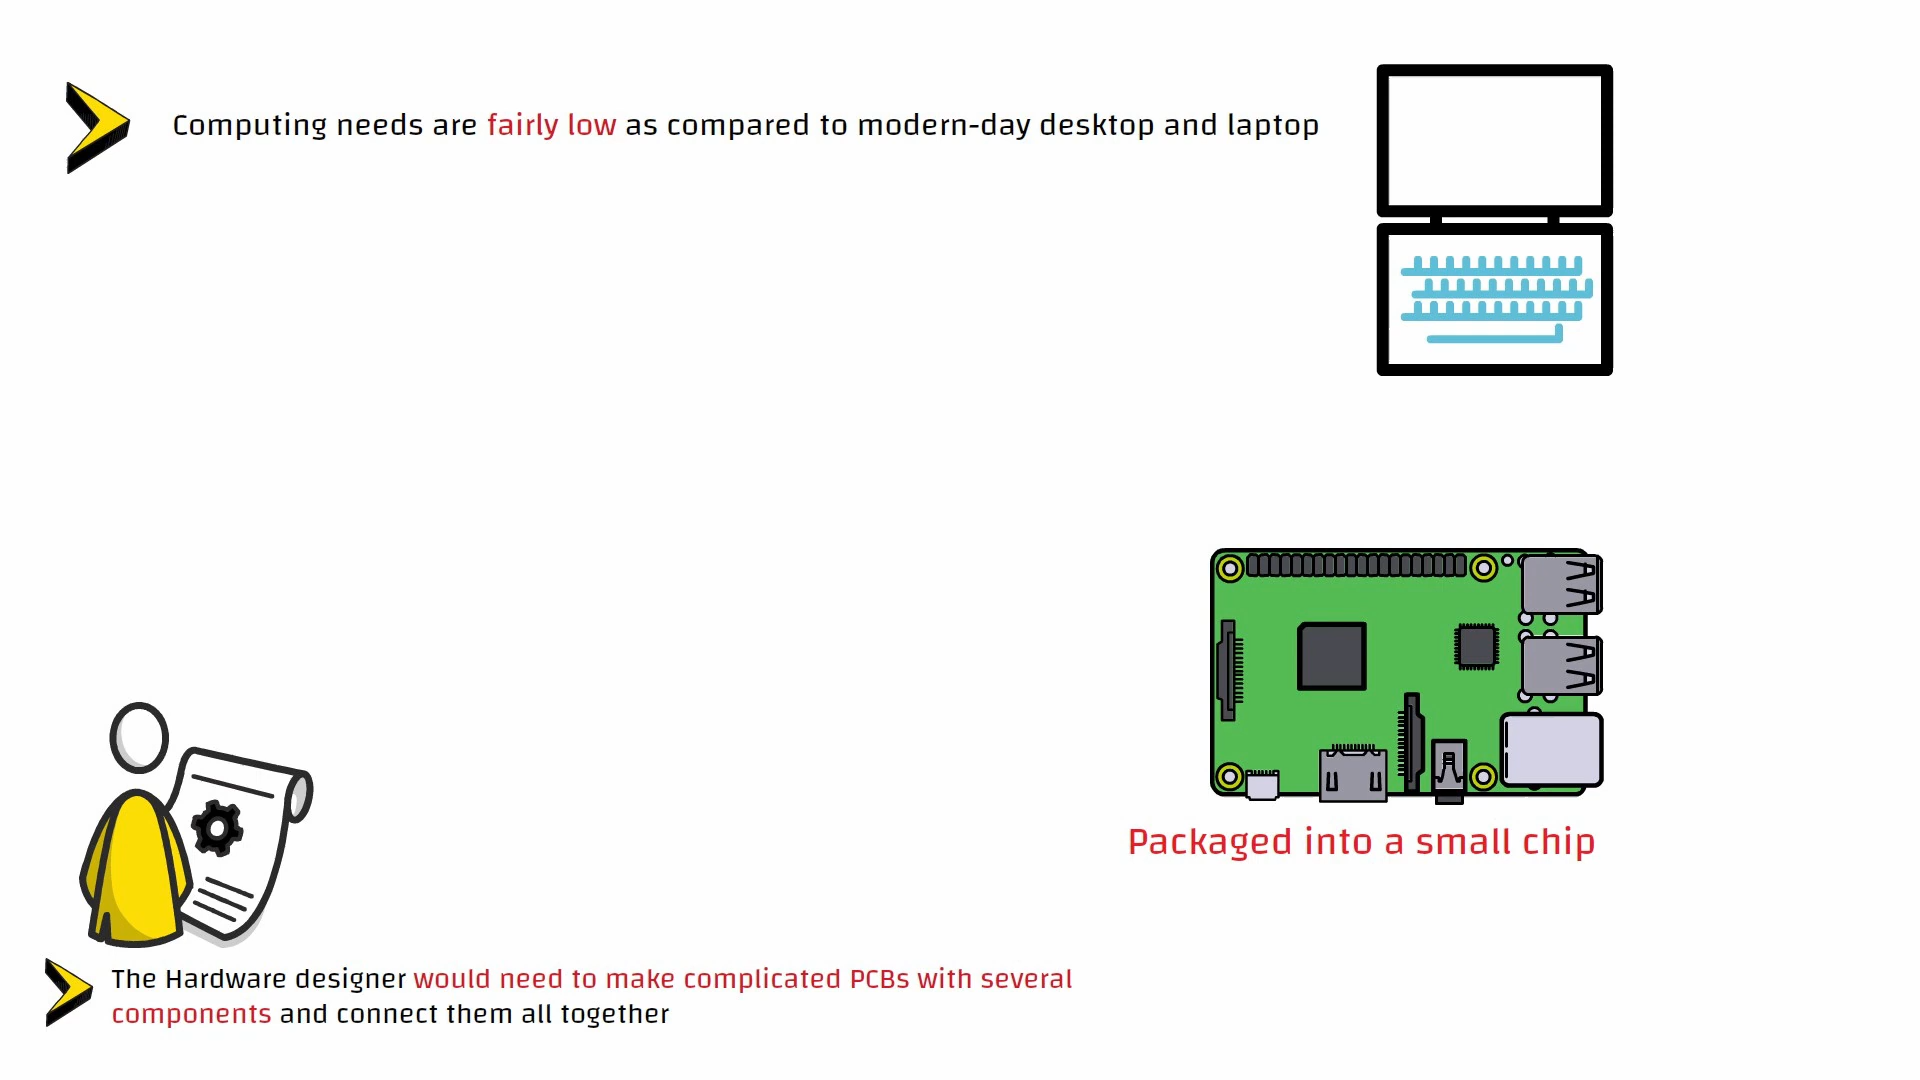 Computing needs are fairly low as compared to modern-day desktop and laptop
Packaged into a small chip
The Hardware designer would need to make complicated PCBs with several
components and connect them all together